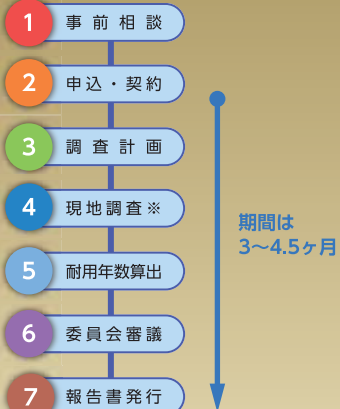 1 事前相談
2 申込・契約
3 調査計画
4 現地調査※
5 耐用年数算出
6 委員会審議
7 報告書発行
期間は
3〜4.5ヶ月